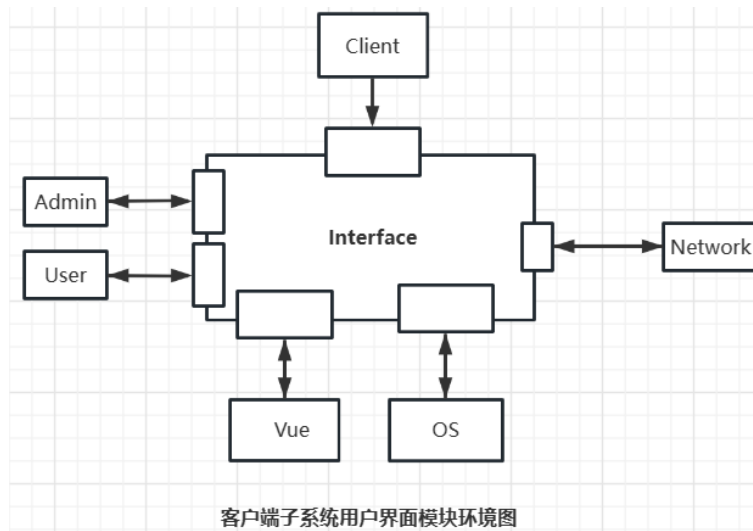 Client
Admin
Interface
User
Network
Vue
OS
客户端子系统用户界面模块环境图